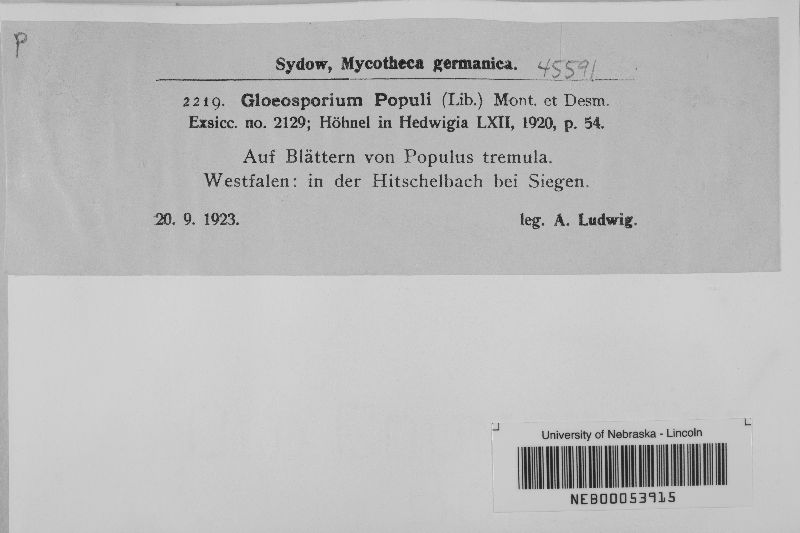 P
Sydow, Mycotheca germanica. 45591
2219. Gloeosporium Populi (Lib.) Mont. et Desm.
Exsicc. no. 2129; Höhnel in Hedwigia LXII, 1920, p. 54.
Auf Blättern von Populus tremula.
Westfalen: in der Hitschelbach bei Siegen.
20. 9. 1923. leg. A. Ludwig.
University of Nebraska - Lincoln
NEB00053915